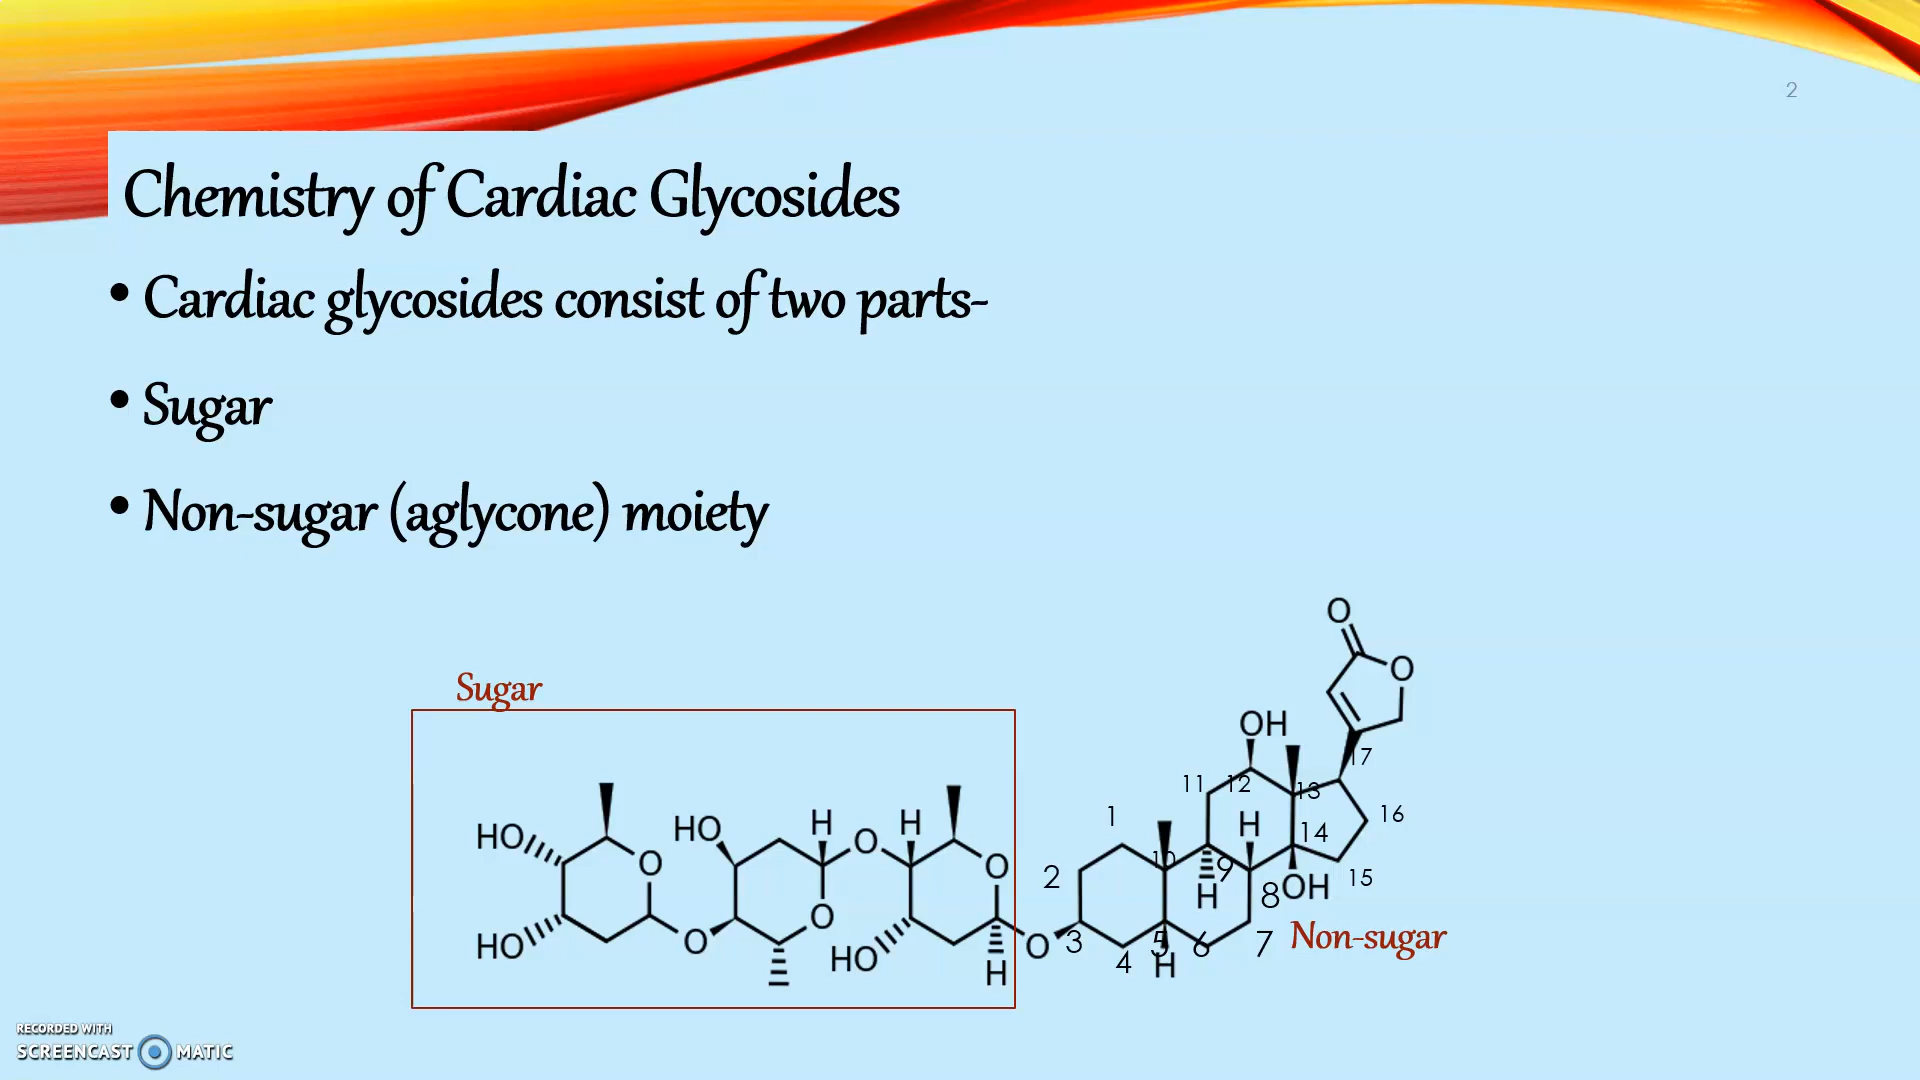 2
Chemistry of Cardiac Glycosides
• Cardiac glycosides consist of two parts-
• Sugar
• Non-sugar (aglycone) moiety
Sugar
O
O
OH
17
11 12 13
1 H 16
HO HO H O H 14
O O 10 9
2 H 8 OH 15
O
HO O HO O 3 5 6 7 Non-sugar
H 4 H
RECORDED WITH
SCREENCAST MATIC